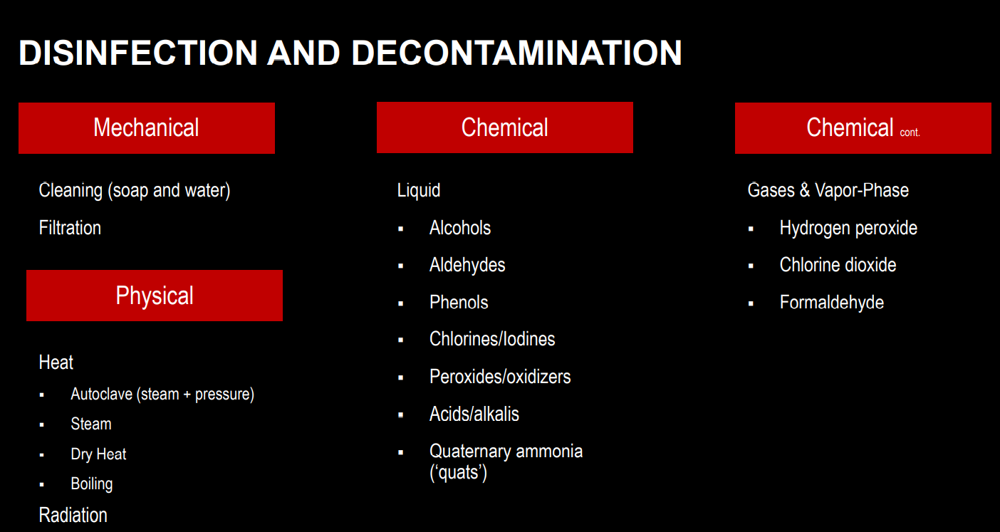 DISINFECTION AND DECONTAMINATION
Mechanical
Cleaning (soap and water)
Filtration
Physical
Heat
▪ Autoclave (steam + pressure)
▪ Steam
▪ Dry Heat
▪ Boiling
Radiation
Chemical
Liquid
▪ Alcohols
▪ Aldehydes
▪ Phenols
▪ Chlorines/Iodines
▪ Peroxides/oxidizers
▪ Acids/alkalis
▪ Quaternary ammonia
(‘quats’)
Chemical cont.
Gases & Vapor-Phase
▪ Hydrogen peroxide
▪ Chlorine dioxide
▪ Formaldehyde